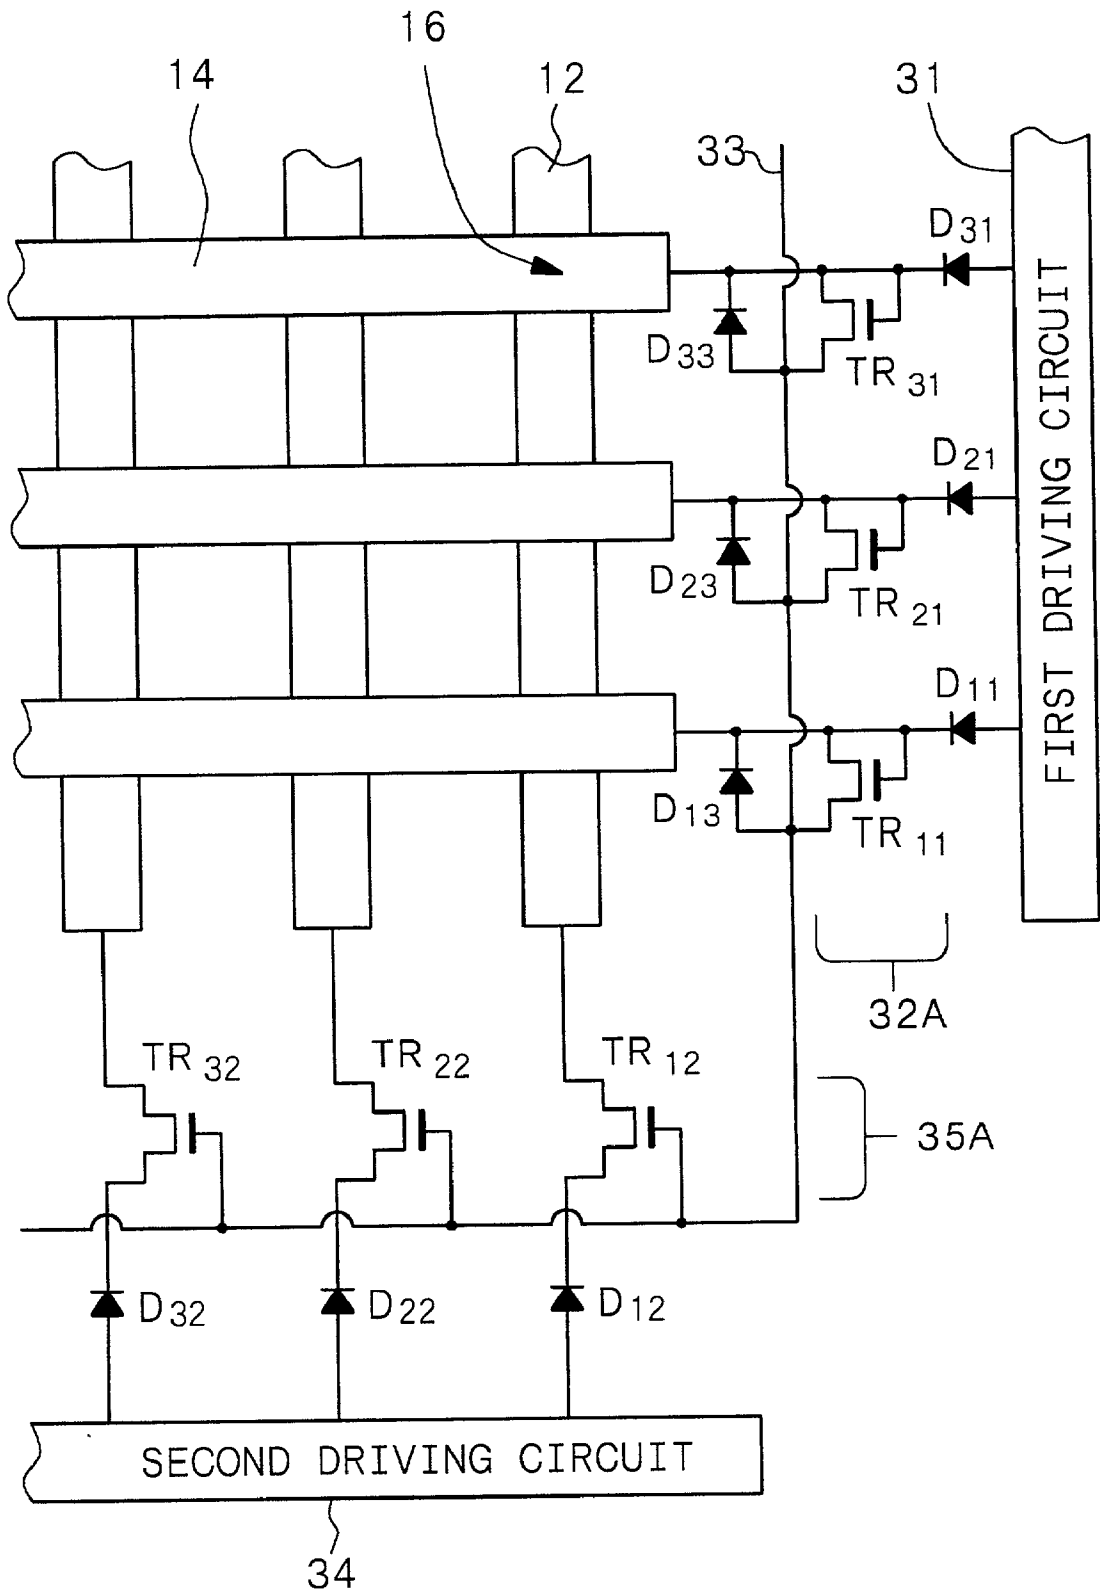 16
14
12
31
33
D31
D33
TR31
D21
D23
TR21
D11
D13
TR11
FIRST DRIVING CIRCUIT
32A
TR32
TR22
TR12
35A
D32
D22
D12
SECOND DRIVING CIRCUIT
34